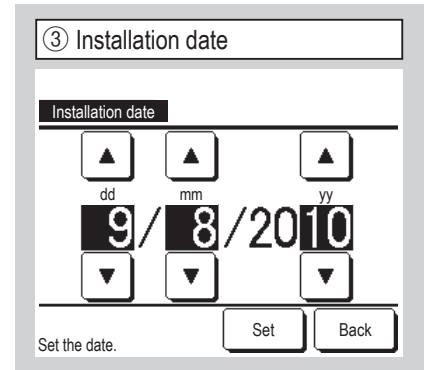 ③ Installation date
Installation date
▲ ▲ ▲
dd mm yy
9/8/2010
▼ ▼ ▼
Set the date.
Set Back